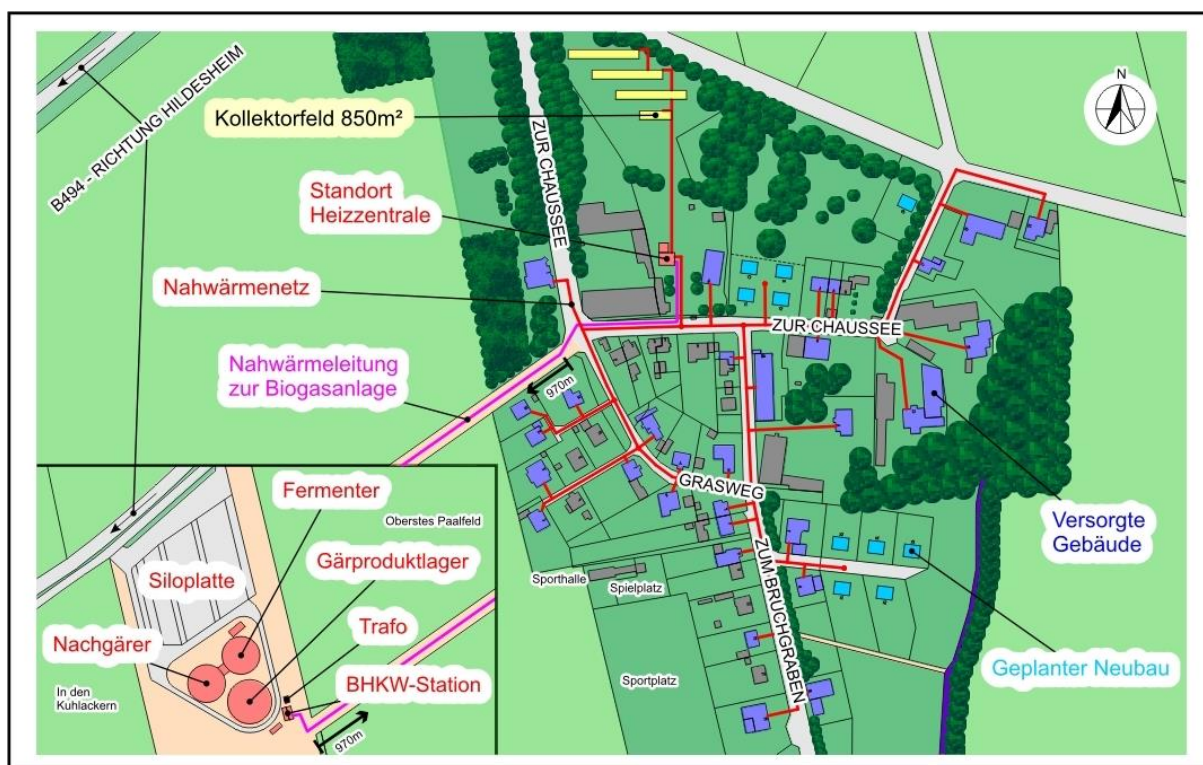 B494 - RICHTUNG HILDESHEIM
Kollektorfeld 850m²
ZUR CHAUSSEE
N
Standort
Heizzentrale
Nahwärmenetz
ZUR CHAUSSEE
Nahwärmeleitung
zur Biogasanlage
970m
GRASWEG
Fermenter
Oberstes Paalfeld
Versorgte
Gebäude
Gärproduktlager
Siloplatte
Sporthalle
Spielplatz
ZUM BRUCHGRABEN
Nachgärer
Trafo
BHKW-Station
Geplanter Neubau
In den
Kuhlackern
Sportplatz
970m